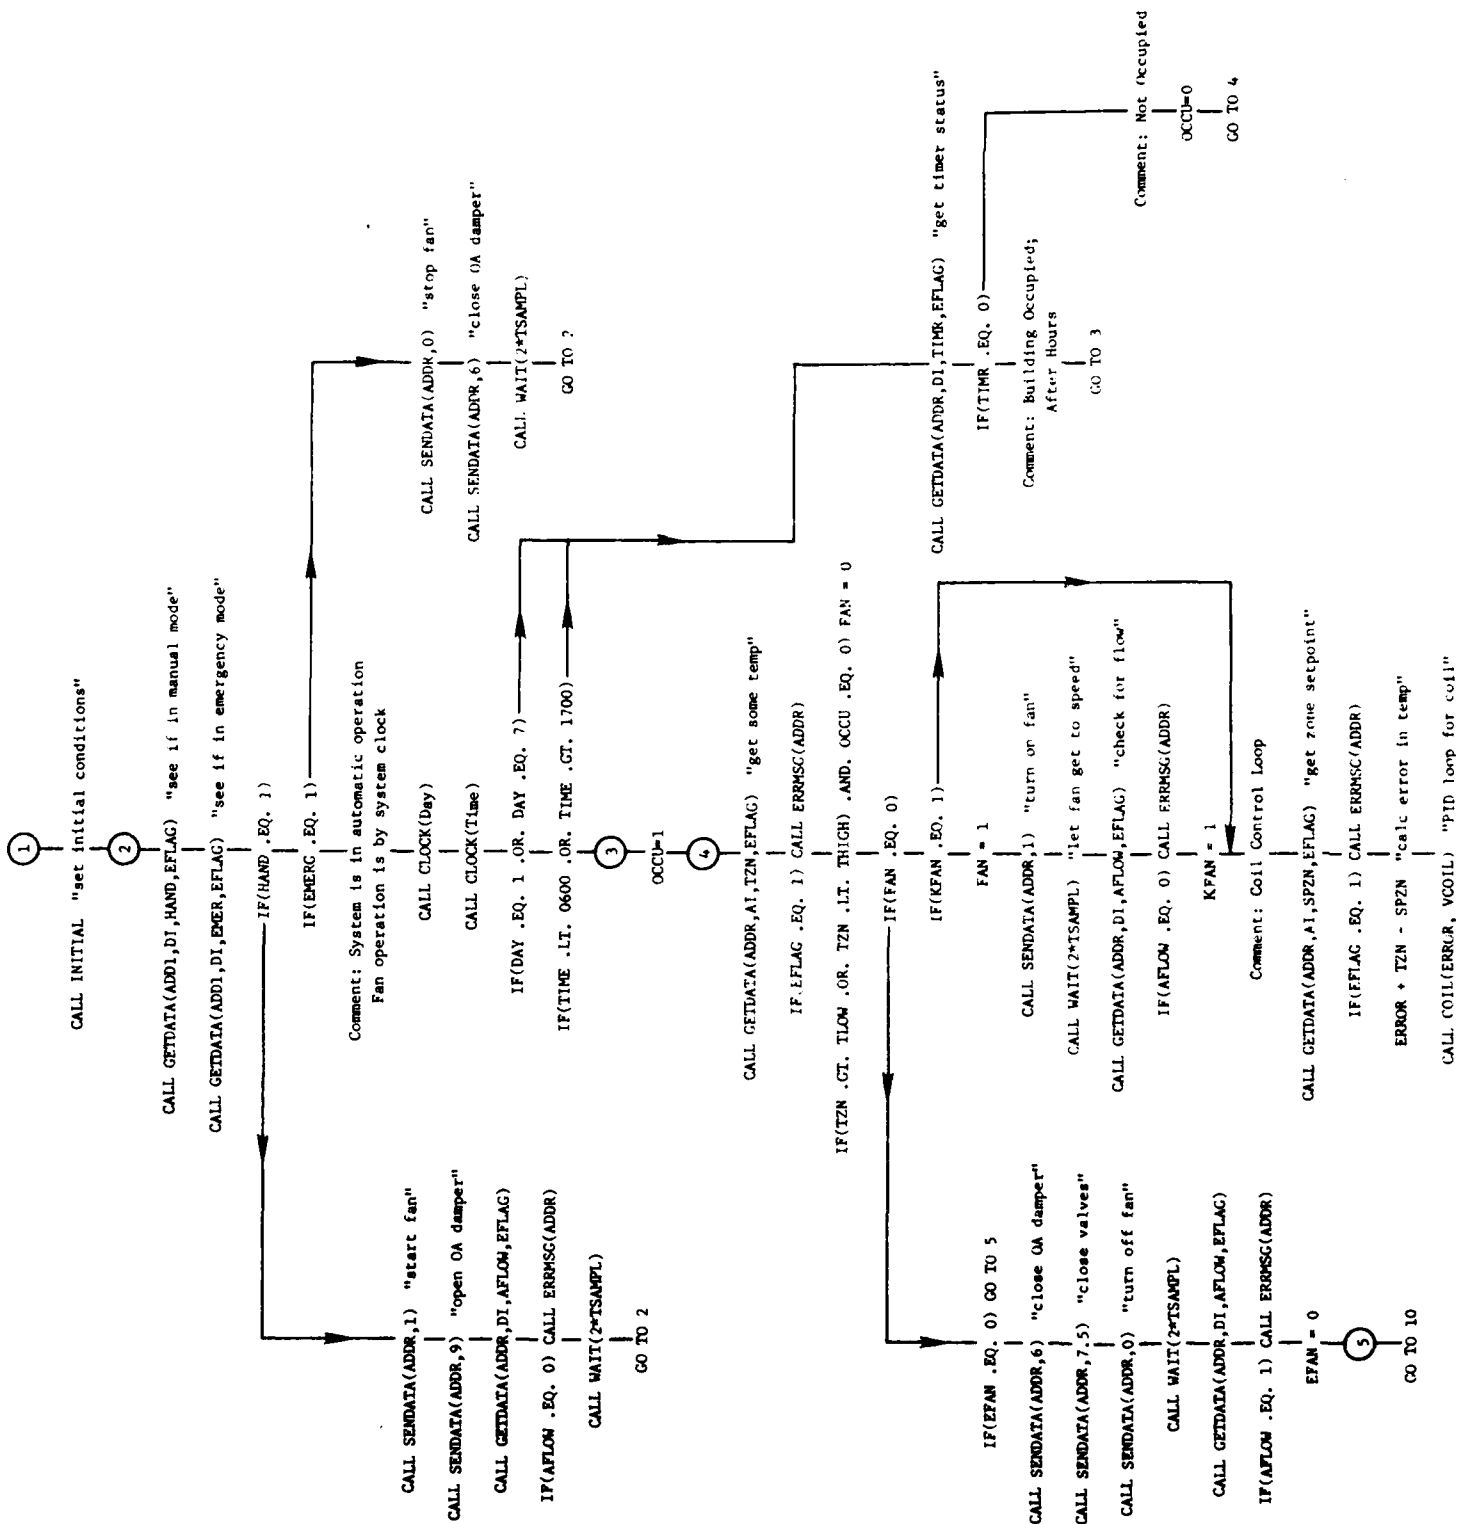 1
CALL INITIAL "set initial conditions"
2
CALL GETDATA(ADD1,DI,HAND,EFLAG) "see if in manual mode"
CALL GETDATA(ADD1,DI,EMER,EFLAG) "see if in emergency mode"
IF(HAND .EQ. 1)
CALL SENDATA(ADDR,1) "start fan"
CALL SENDATA(ADDR,9) "open OA damper"
CALL GETDATA(ADDR,DI,AFLOW,EFLAG)
IF(AFLOW .EQ. 0) CALL ERRMSG(ADDR)
CALL WAIT(2*TSAMPL)
GO TO 2
IF(EMERG .EQ. 1)
CALL SENDATA(ADDR,0) "stop fan"
CALL SENDATA(ADDR,6) "close OA damper"
CALL WAIT(2*TSAMPL)
GO TO 2
Comment: System is in automatic operation
Fan operation is by system clock
CALL CLOCK(Day)
CALL CLOCK(Time)
IF(DAY .EQ. 1 .OR. DAY .EQ. 7)
IF(TIME .LT. 0600 .OR. TIME .GT. 1700)
CALL GETDATA(ADDR,DI,TIMR,EFLAG) "get timer status"
IF(TIMR .EQ. 0)
Comment: Building Occupied;
After Hours
GO TO 3
Comment: Not Occupied
OCCU=0
GO TO 4
3
OCCU=1
4
CALL GETDATA(ADDR,AI,TZN,EFLAG) "get some temp"
IF.EFLAG .EQ. 1) CALL ERRMSG(ADDR)
IF(TZN .GT. TLOW .OR. TZN .LT. THIGH) .AND. OCCU .EQ. 0) FAN = 0
IF(FAN .EQ. 0)
IF(EFAN .EQ. 0) GO TO 5
CALL SENDATA(ADDR,6) "close OA damper"
CALL SENDATA(ADDR,7.5) "close valves"
CALL SENDATA(ADDR,0) "turn off fan"
CALL WAIT(2*TSAMPL)
CALL GETDATA(ADDR,DI,AFLOW,EFLAG)
IF(AFLOW .EQ. 1) CALL ERRMSG(ADDR)
EFAN = 0
5
GO TO 10
IF(KFAN .EQ. 1)
FAN = 1
CALL SENDATA(ADDR,1) "turn on fan"
CALL WAIT(2*TSAMPL) "let fan get to speed"
CALL GETDATA(ADDR,DI,AFLOW,EFLAG) "check for flow"
IF(AFLOW .EQ. 0) CALL ERRMSG(ADDR)
KFAN = 1
Comment: Coil Control Loop
CALL GETDATA(ADDR,AI,SPZN,EFLAG) "get zone setpoint"
IF(EFLAG .EQ. 1) CALL ERRMSG(ADDR)
ERROR + TZN - SPZN "calc error in temp"
CALL COIL(ERROR, VCOIL) "PID loop for coil"